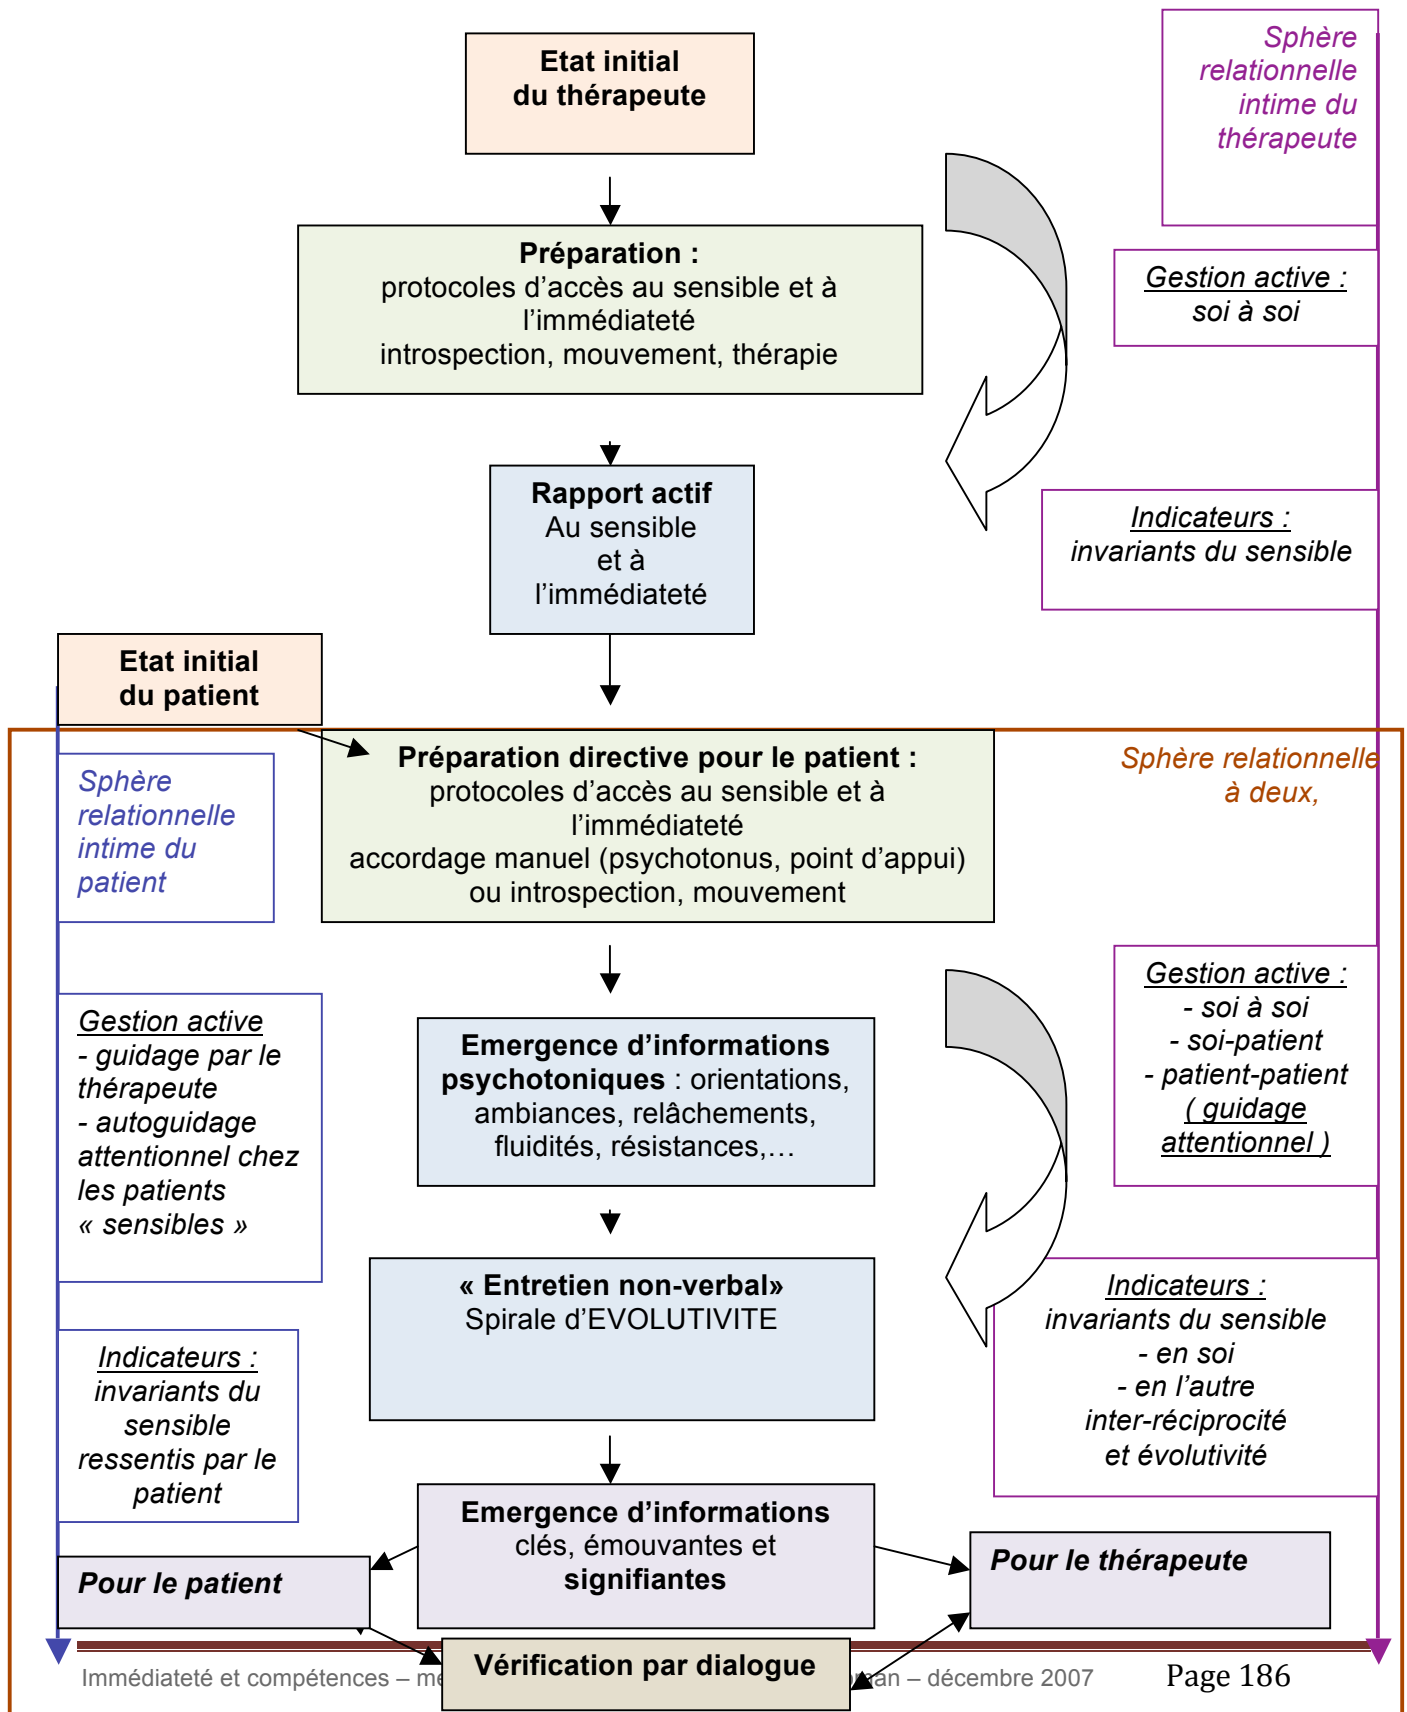 Etat initial
du thérapeute
Sphère
relationnelle
intime du
thérapeute
Préparation :
protocoles d’accès au sensible et à
l’immédiateté
introspection, mouvement, thérapie
Gestion active :
soi à soi
Rapport actif
Au sensible
et à
l’immédiateté
Indicateurs :
invariants du sensible
Etat initial
du patient
Sphère
relationnelle
intime du
patient
Préparation directive pour le patient :
protocoles d’accès au sensible et à
l’immédiateté
accordage manuel (psychotonus, point d’appui)
ou introspection, mouvement
Sphère relationnelle
à deux,
Gestion active
- guidage par le
thérapeute
- autoguidage
attentionnel chez
les patients
« sensibles »
Emergence d’informations
psychotoniques : orientations,
ambiances, relâchements,
fluidités, résistances,…
Gestion active :
- soi à soi
- soi-patient
- patient-patient
( guidage
attentionnel )
« Entretien non-verbal»
Spirale d’EVOLUTIVITE
Indicateurs :
invariants du
sensible
ressentis par le
patient
Indicateurs :
invariants du sensible
- en soi
- en l’autre
inter-réciprocité
et évolutivité
Emergence d’informations
clés, émouvantes et
signifiantes
Pour le patient
Pour le thérapeute
Vérification par dialogue
Immédiateté et compétences – – décembre 2007 Page 186